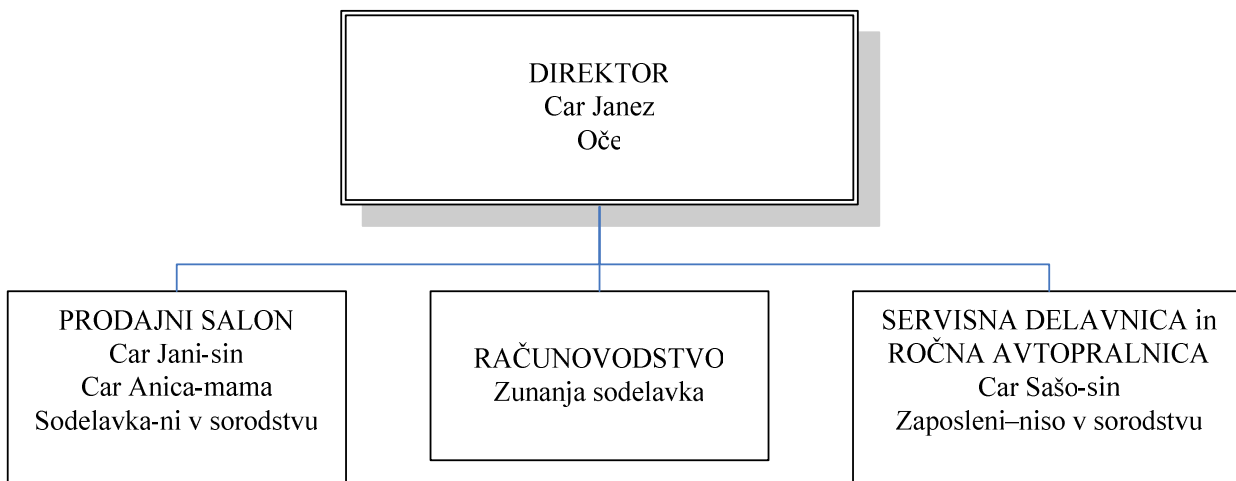 DIREKTOR
Car Janez
Oče
PRODAJNI SALON
Car Jani-sin
Car Anica-mama
Sodelavka-ni v sorodstvu
RAČUNOVODSTVO
Zunanja sodelavka
SERVISNA DELAVNICA in
ROČNA AVTOPRALNICA
Car Sašo-sin
Zaposleni–niso v sorodstvu